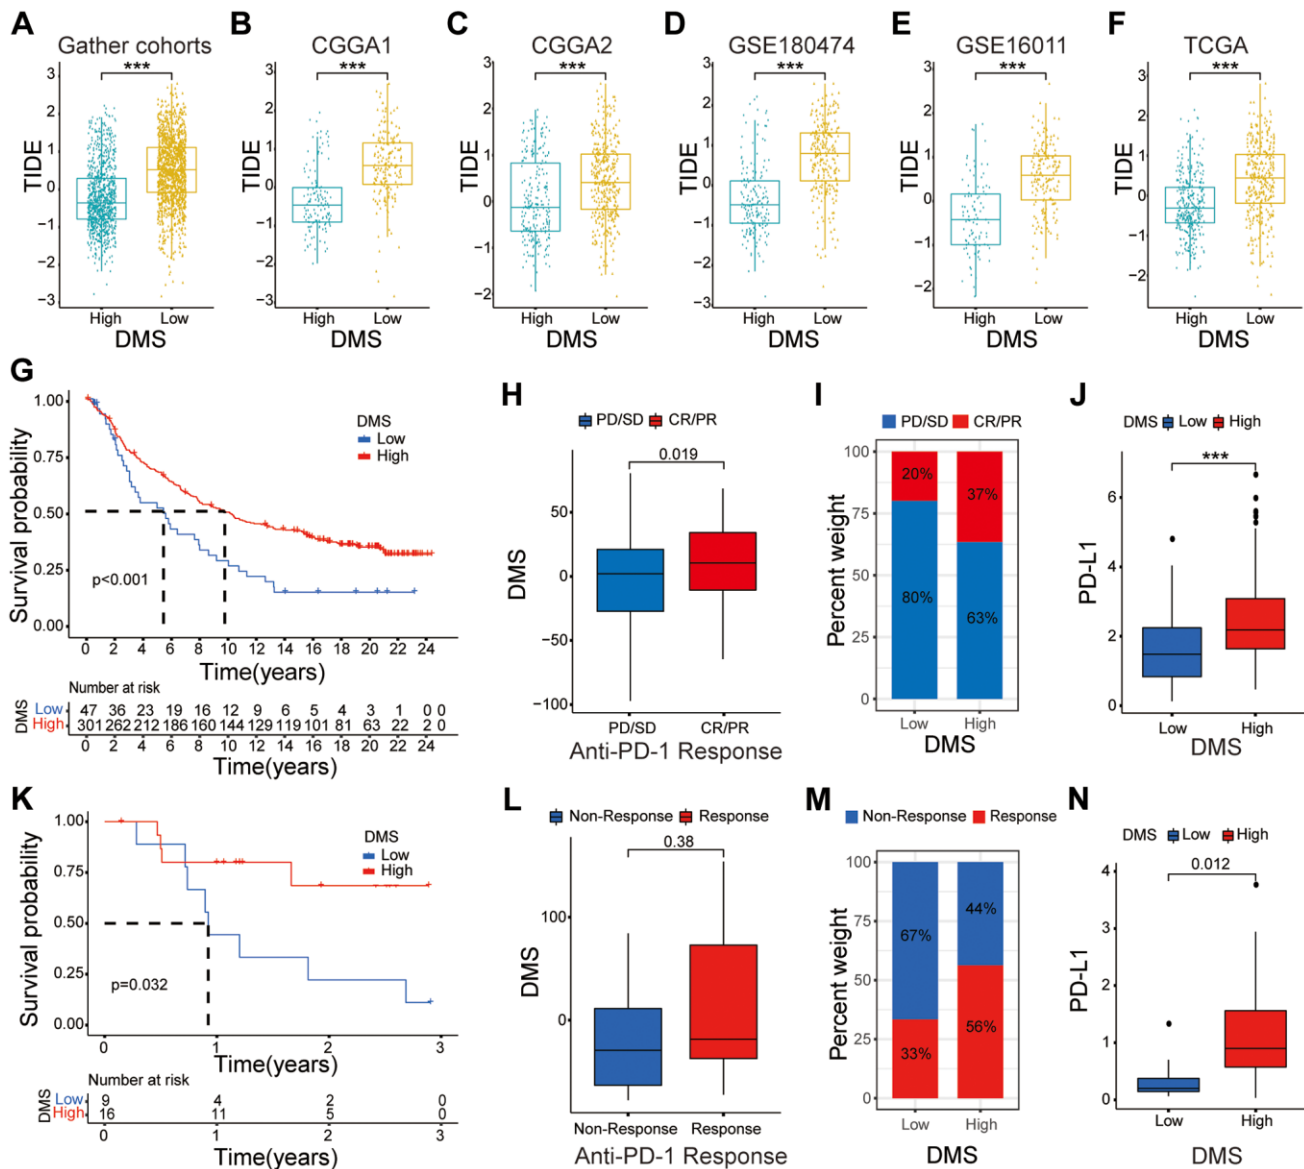 A
Gather cohorts
***
TIDE
3
2
1
0
−1
−2
−3
High Low
DMS
B
CGGA1
***
TIDE
3
2
1
0
−1
−2
−3
High Low
DMS
C
CGGA2
***
TIDE
3
2
1
0
−1
−2
High Low
DMS
D
GSE180474
***
TIDE
3
2
1
0
−1
−2
−3
High Low
DMS
E
GSE16011
***
TIDE
3
2
1
0
−1
−2
High Low
DMS
F
TCGA
***
TIDE
3
2
1
0
−1
−2
High Low
DMS
G
Survival probability
1.00
0.75
0.50
0.25
0.00
DMS
Low
High
p<0.001
0 2 4 6 8 10 12 14 16 18 20 22 24
Time(years)
Number at risk
DMS
Low 47 36 23 19 16 12 9 6 5 4 3 1 0 0
High 301 262 212 186 160 144 129 119 101 81 63 22 2 0
0 2 4 6 8 10 12 14 16 18 20 22 24
Time(years)
H
PD/SD CR/PR
0.019
DMS
50
0
−50
−100
PD/SD CR/PR
Anti-PD-1 Response
I
PD/SD CR/PR
Percent weight
100
75
50
25
0
20%
80%
37%
63%
Low High
DMS
J
DMS Low High
***
PD-L1
6
4
2
0
Low High
DMS
K
Survival probability
1.00
0.75
0.50
0.25
0.00
DMS
Low
High
p=0.032
0 1 2 3
Time(years)
Number at risk
DMS
Low 9 4 2 0
High 16 11 5 0
0 1 2 3
Time(years)
L
Non-Response Response
0.38
DMS
100
0
Non-Response Response
Anti-PD-1 Response
M
Non-Response Response
Percent weight
100
75
50
25
0
67%
33%
44%
56%
Low High
DMS
N
DMS Low High
0.012
PD-L1
4
3
2
1
0
Low High
DMS